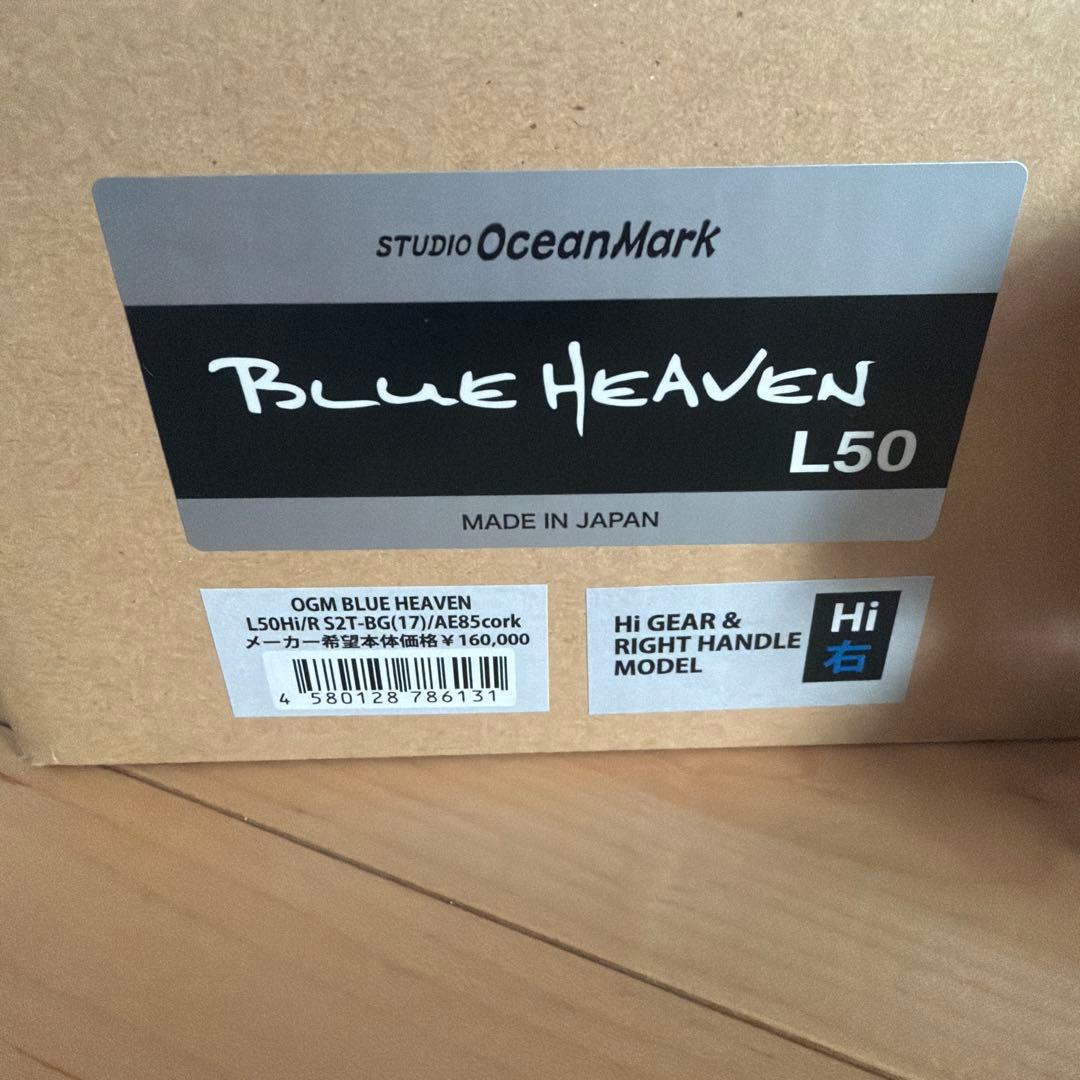 STUDIO OceanMark
BLUE HEAVEN
L50
MADE IN JAPAN
OGM BLUE HEAVEN
L50Hi/R S2T-BG(17)/AE85cork
メーカー希望本体価格¥160,000
4 580128 786131
Hi GEAR &
RIGHT HANDLE
MODEL
Hi
右